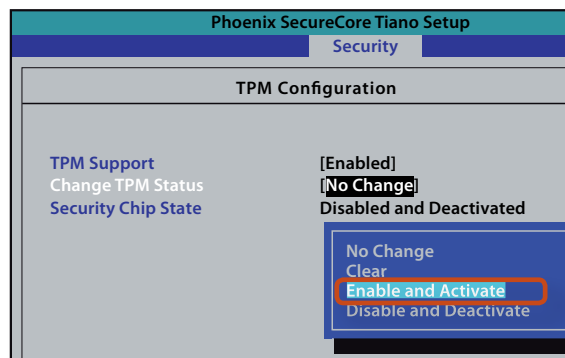 Phoenix SecureCore Tiano Setup
Security
TPM Configuration
TPM Support [Enabled]
Change TPM Status [No Change]
Security Chip State Disabled and Deactivated
No Change
Clear
Enable and Activate
Disable and Deactivate